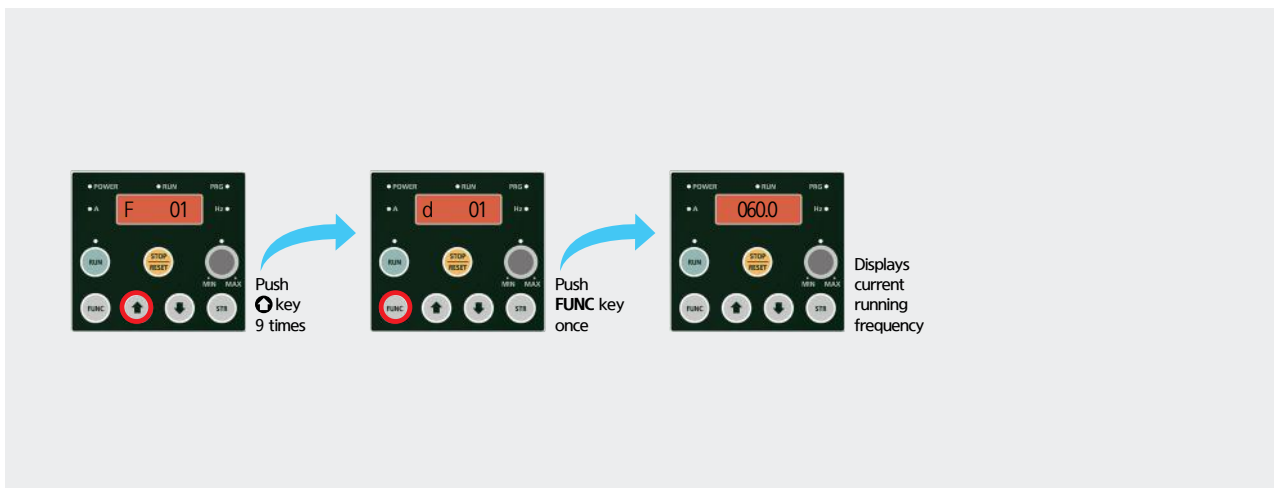 POWER RUN PRG
A F 01 Hz
RUN STOP RESET
MIN MAX
FUNC STR
Push
key
9 times
POWER RUN PRG
A d 01 Hz
RUN STOP RESET
MIN MAX
FUNC STR
Push
FUNC key
once
POWER RUN PRG
A 060.0 Hz
RUN STOP RESET
MIN MAX
FUNC STR
Displays
current
running
frequency